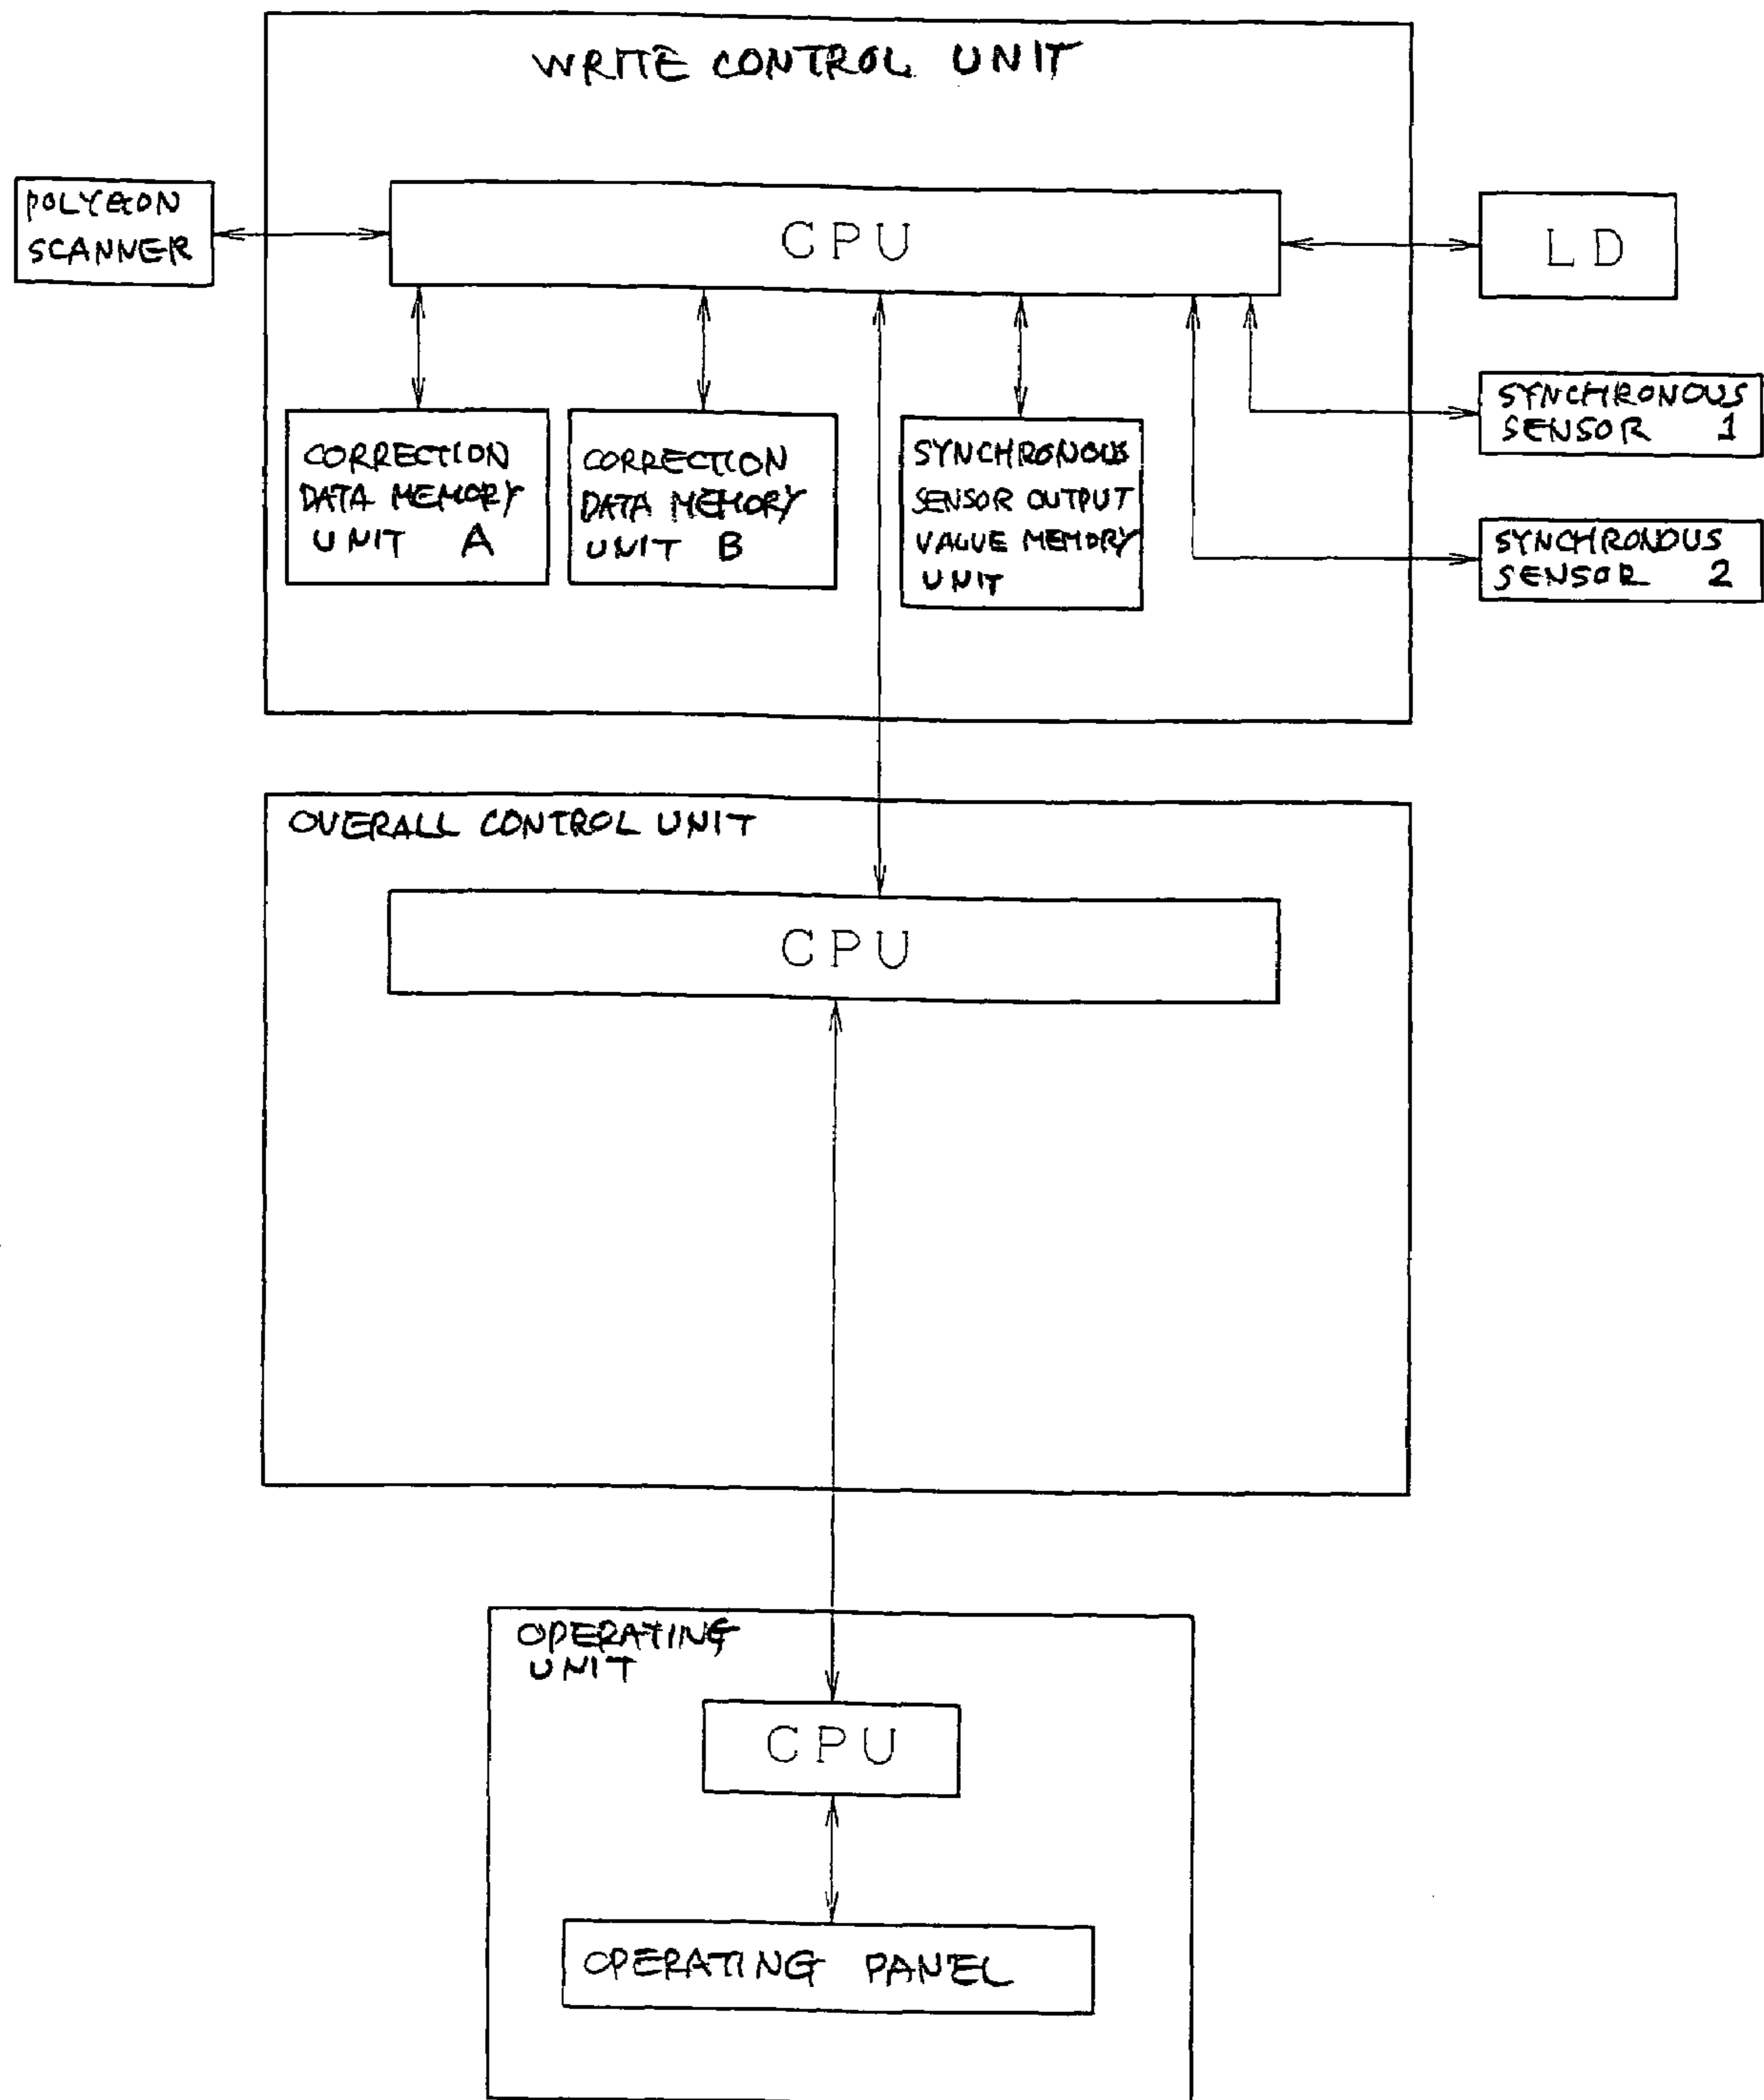 WRITE CONTROL UNIT
POLYGON
SCANNER
CPU
LD
CORRECTION
DATA MEMORY
UNIT A
CORRECTION
DATA MEMORY
UNIT B
SYNCHRONOUS
SENSOR OUTPUT
VALUE MEMORY
UNIT
SYNCHRONOUS
SENSOR 1
SYNCHRONOUS
SENSOR 2
OVERALL CONTROL UNIT
CPU
OPERATING
UNIT
CPU
OPERATING PANEL